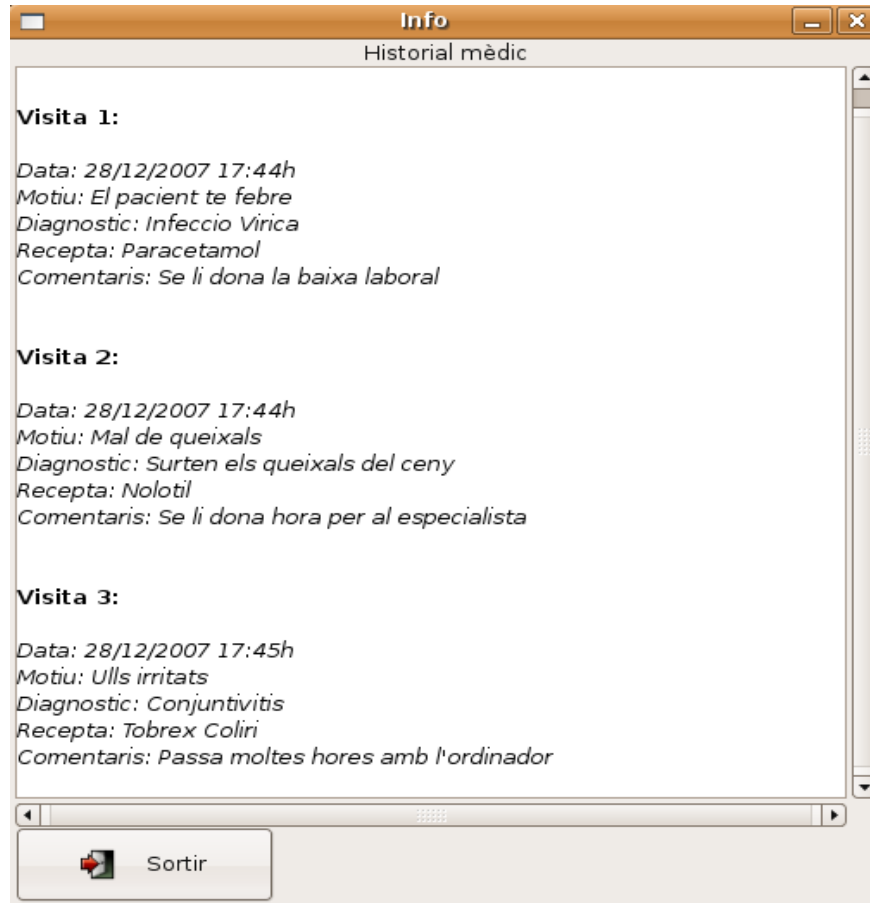 Info
Historial mèdic
Visita 1:
Data: 28/12/2007 17:44h
Motiu: El pacient te febre
Diagnostic: Infeccio Virica
Recepta: Paracetamol
Comentaris: Se li dona la baixa laboral
Visita 2:
Data: 28/12/2007 17:44h
Motiu: Mal de queixals
Diagnostic: Surten els queixals del ceny
Recepta: Nolotil
Comentaris: Se li dona hora per al especialista
Visita 3:
Data: 28/12/2007 17:45h
Motiu: Ulls irritats
Diagnostic: Conjuntivitis
Recepta: Tobrex Coliri
Comentaris: Passa moltes hores amb l'ordinador
Sortir